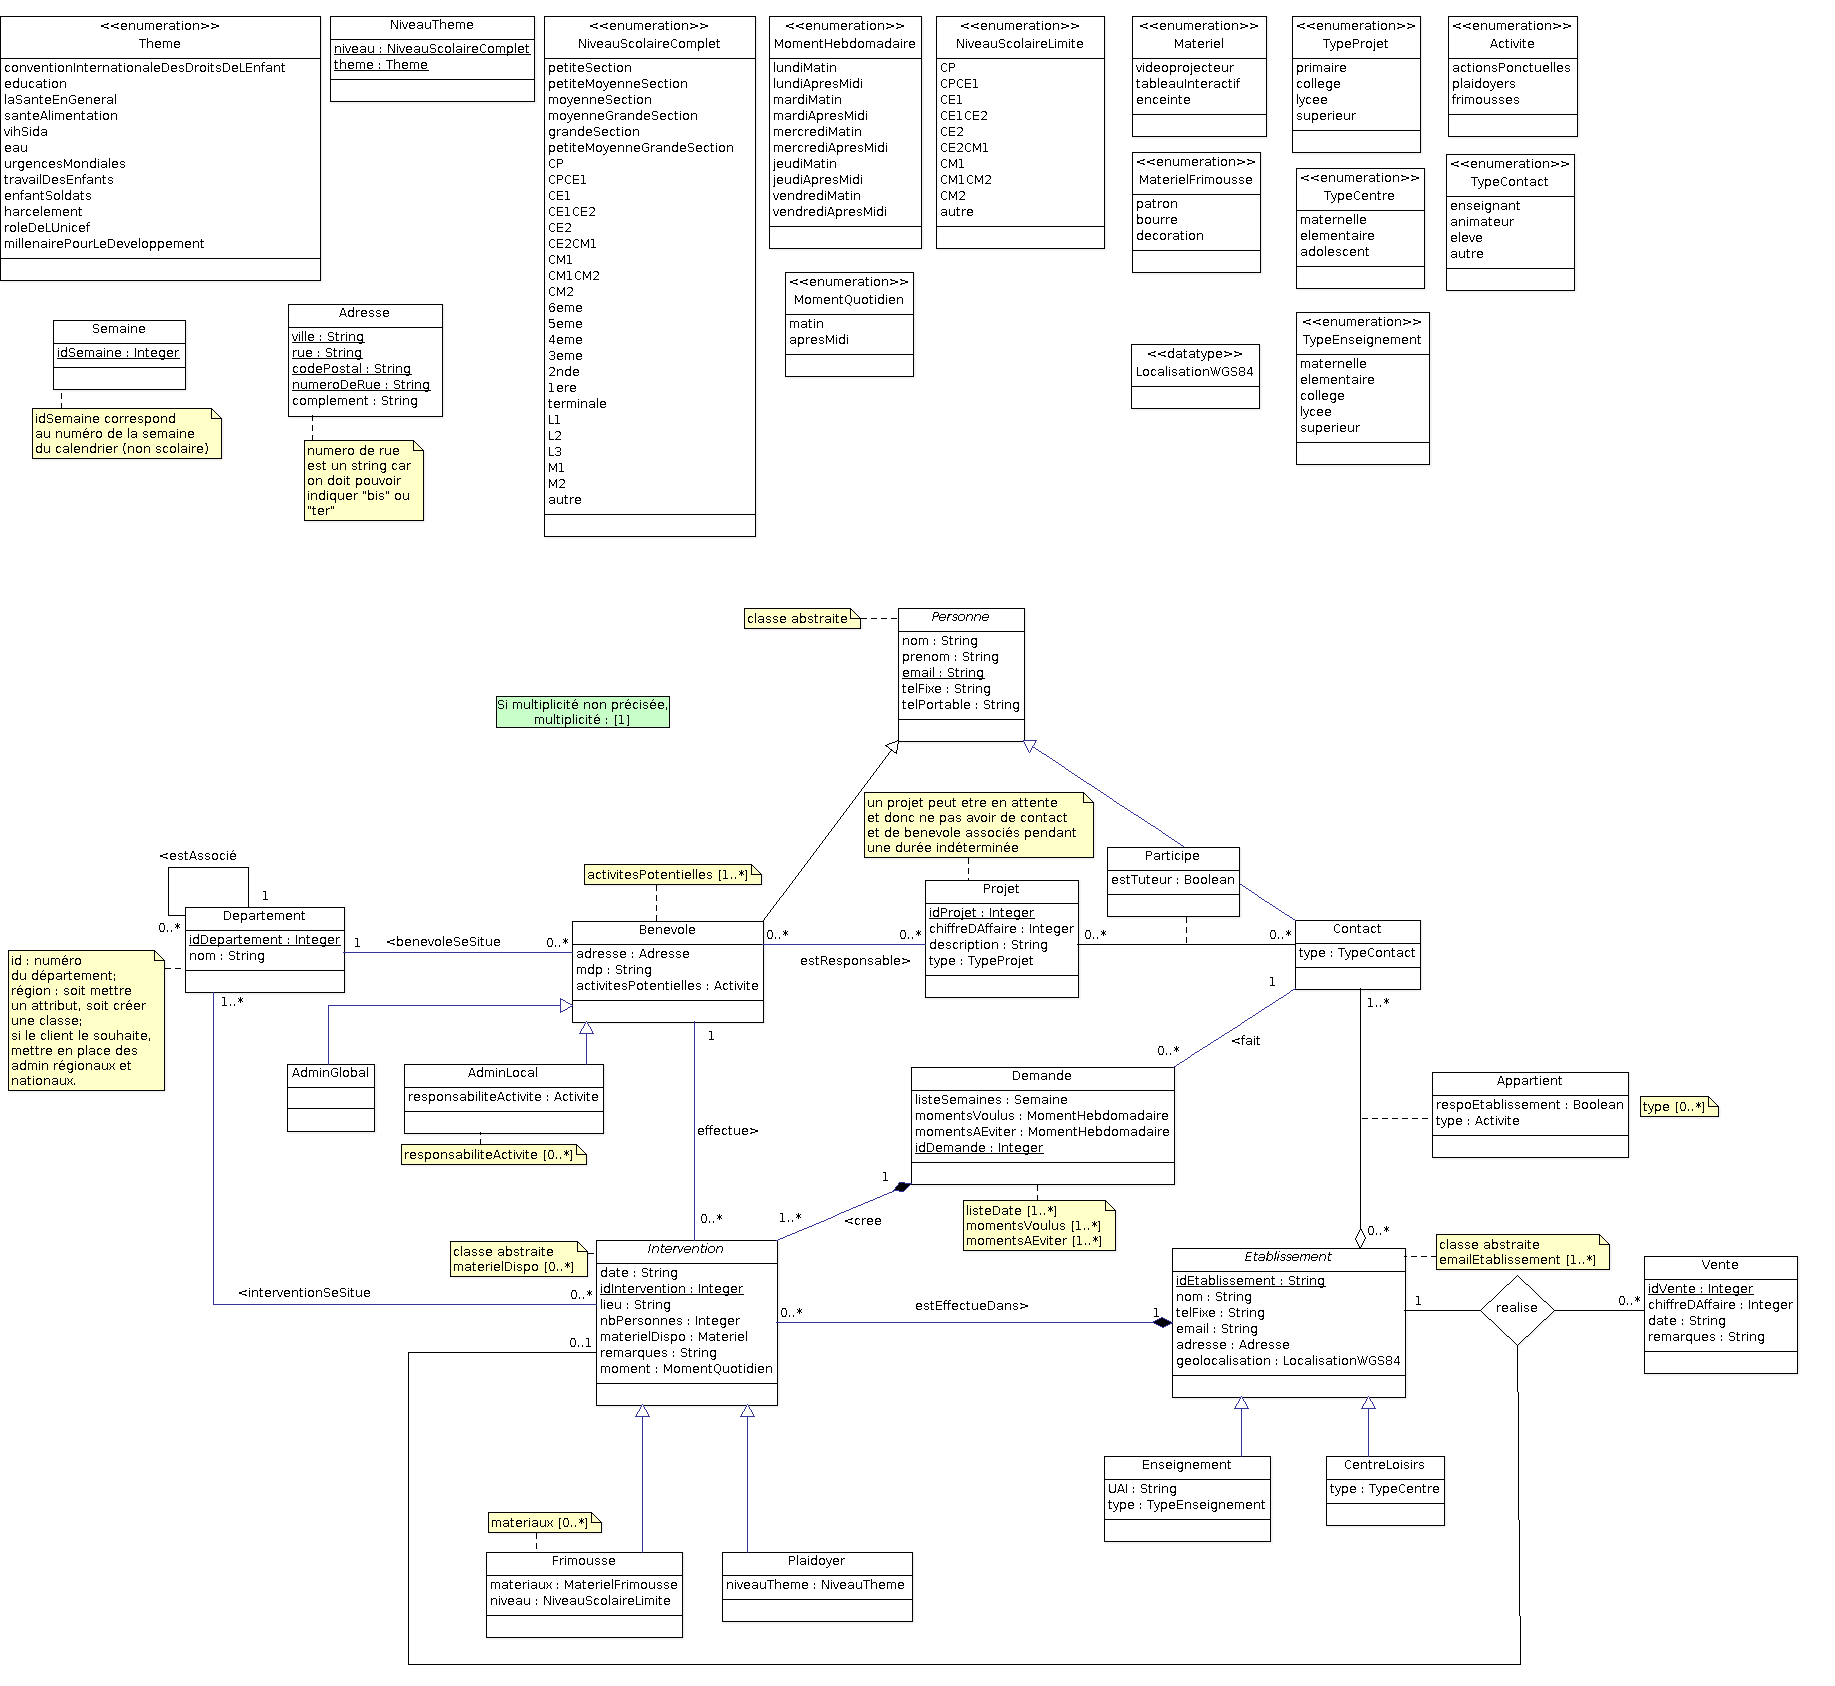 <<enumeration>>
Theme
conventionInternationaleDesDroitsDeLEnfant
education
laSanteEnGeneral
santeAlimentation
vihSida
eau
urgencesMondiales
travailDesEnfants
enfantSoldats
harcelement
roleDeLUnicef
millenairePourLeDeveloppement
NiveauTheme
niveau : NiveauScolaireComplet
theme : Theme
<<enumeration>>
NiveauScolaireComplet
petiteSection
petiteMoyenneSection
moyenneSection
moyenneGrandeSection
grandeSection
petiteMoyenneGrandeSection
CP
CPCE1
CE1
CE1CE2
CE2
CE2CM1
CM1
CM1CM2
CM2
6eme
5eme
4eme
3eme
2nde
1ere
terminale
L1
L2
L3
M1
M2
autre
<<enumeration>>
MomentHebdomadaire
lundiMatin
lundiApresMidi
mardiMatin
mardiApresMidi
mercrediMatin
mercrediApresMidi
jeudiMatin
jeudiApresMidi
vendrediMatin
vendrediApresMidi
<<enumeration>>
NiveauScolaireLimite
CP
CPCE1
CE1
CE1CE2
CE2
CE2CM1
CM1
CM1CM2
CM2
autre
<<enumeration>>
Materiel
videoprojecteur
tableauInteractif
enceinte
<<enumeration>>
TypeProjet
primaire
college
lycee
superieur
<<enumeration>>
Activite
actionsPonctuelles
plaidoyers
frimousses
<<enumeration>>
MaterielFrimousse
patron
bourre
decoration
<<enumeration>>
TypeCentre
maternelle
elementaire
adolescent
<<enumeration>>
TypeContact
enseignant
animateur
eleve
autre
<<enumeration>>
MomentQuotidien
matin
apresMidi
<<datatype>>
LocalisationWGS84
<<enumeration>>
TypeEnseignement
maternelle
elementaire
college
lycee
superieur
Semaine
idSemaine : Integer
idSemaine correspond
au numéro de la semaine
du calendrier (non scolaire)
Adresse
ville : String
rue : String
codePostal : String
numeroDeRue : String
complement : String
numero de rue
est un string car
on doit pouvoir
indiquer "bis" ou
"ter"
classe abstraite
Personne
nom : String
prenom : String
email : String
telFixe : String
telPortable : String
Si multiplicité non précisée,
multiplicité : [1]
un projet peut etre en attente
et donc ne pas avoir de contact
et de benevole associés pendant
une durée indéterminée
Participe
estTuteur : Boolean
<estAssocié
1
0..*
Departement
idDepartement : Integer
nom : String
id : numéro
du département;
région : soit mettre
un attribut, soit créer
une classe;
si le client le souhaite,
mettre en place des
admin régionaux et
nationaux.
1
<benevoleSeSitue
0..*
activitesPotentielles [1..*]
Benevole
adresse : Adresse
mdp : String
activitesPotentielles : Activite
0..*
0..*
estResponsable>
Projet
idProjet : Integer
chiffreDAffaire : Integer
description : String
type : TypeProjet
0..*
0..*
Contact
type : TypeContact
1..*
1
1
1..*
0..*
<fait
AdminGlobal
AdminLocal
responsabiliteActivite : Activite
responsabiliteActivite [0..*]
effectue>
0..*
Demande
listeSemaines : Semaine
momentsVoulus : MomentHebdomadaire
momentsAEviter : MomentHebdomadaire
idDemande : Integer
listeDate [1..*]
momentsVoulus [1..*]
momentsAEviter [1..*]
1
1..*
<cree
Appartient
respoEtablissement : Boolean
type : Activite
type [0..*]
classe abstraite
materielDispo [0..*]
<interventionSeSitue
0..*
0..1
Intervention
date : String
idIntervention : Integer
lieu : String
nbPersonnes : Integer
materielDispo : Materiel
remarques : String
moment : MomentQuotidien
0..*
estEffectueDans>
1
0..*
Etablissement
idEtablissement : String
nom : String
telFixe : String
email : String
adresse : Adresse
geolocalisation : LocalisationWGS84
classe abstraite
emailEtablissement [1..*]
1
realise
0..*
Vente
idVente : Integer
chiffreDAffaire : Integer
date : String
remarques : String
Enseignement
UAI : String
type : TypeEnseignement
CentreLoisirs
type : TypeCentre
materiaux [0..*]
Frimousse
materiaux : MaterielFrimousse
niveau : NiveauScolaireLimite
Plaidoyer
niveauTheme : NiveauTheme